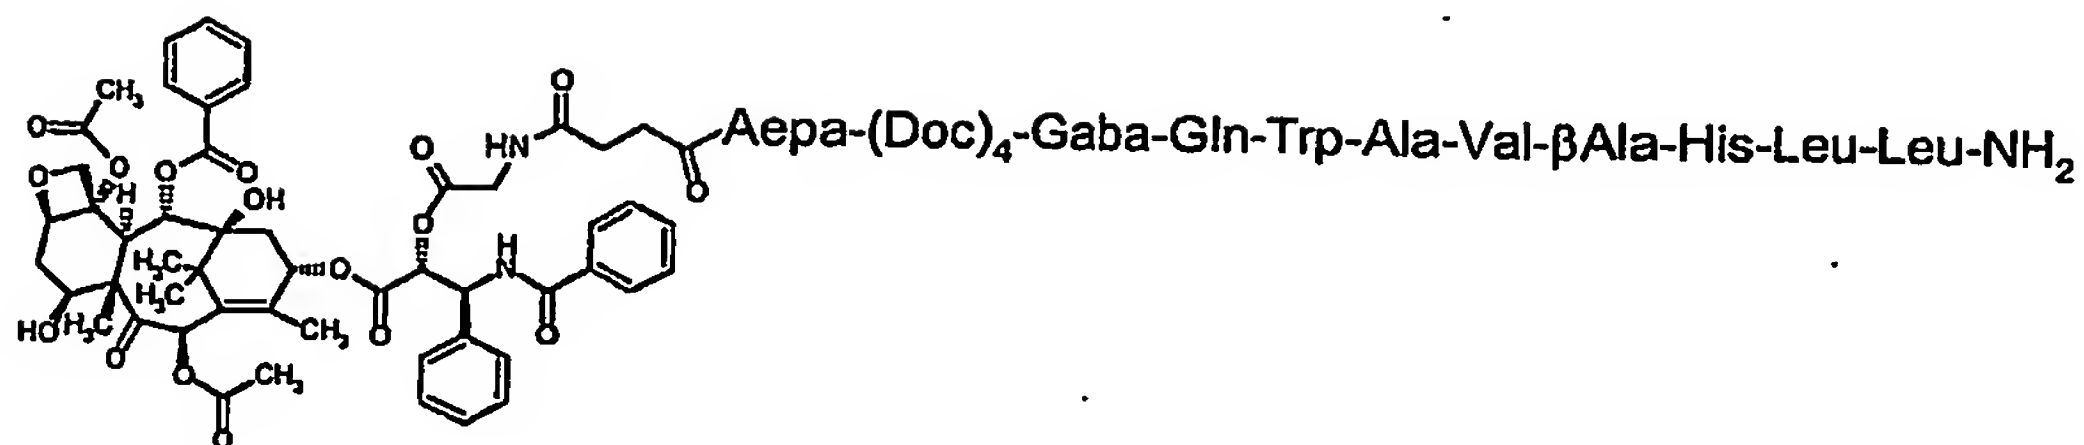 CH₃ O
O Aepa-(Doc)₄-Gaba-Gln-Trp-Ala-Val-βAla-His-Leu-Leu-NH₂
O HN
O O O O
H OH O
O
H
H₃C O N
H₃C
HO H₃C CH₃ O O
O
O CH₃
O